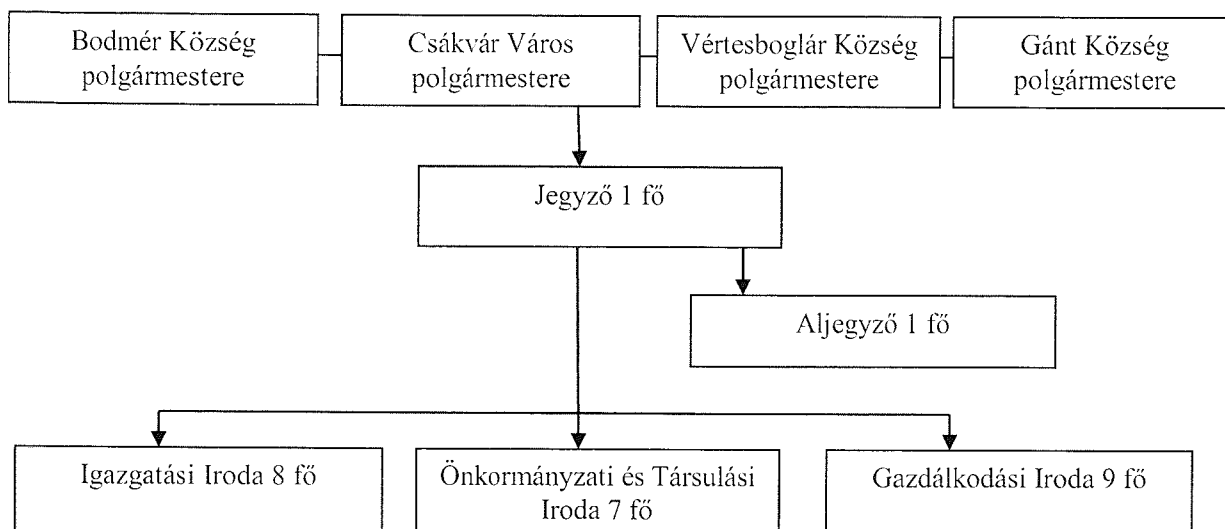 Bodmér Község
polgármestere
Csákvár Város
polgármestere
Vértesboglár Község
polgármestere
Gánt Község
polgármestere
Jegyző 1 fő
Aljegyző 1 fő
Igazgatási Iroda 8 fő
Önkormányzati és Társulási
Iroda 7 fő
Gazdálkodási Iroda 9 fő